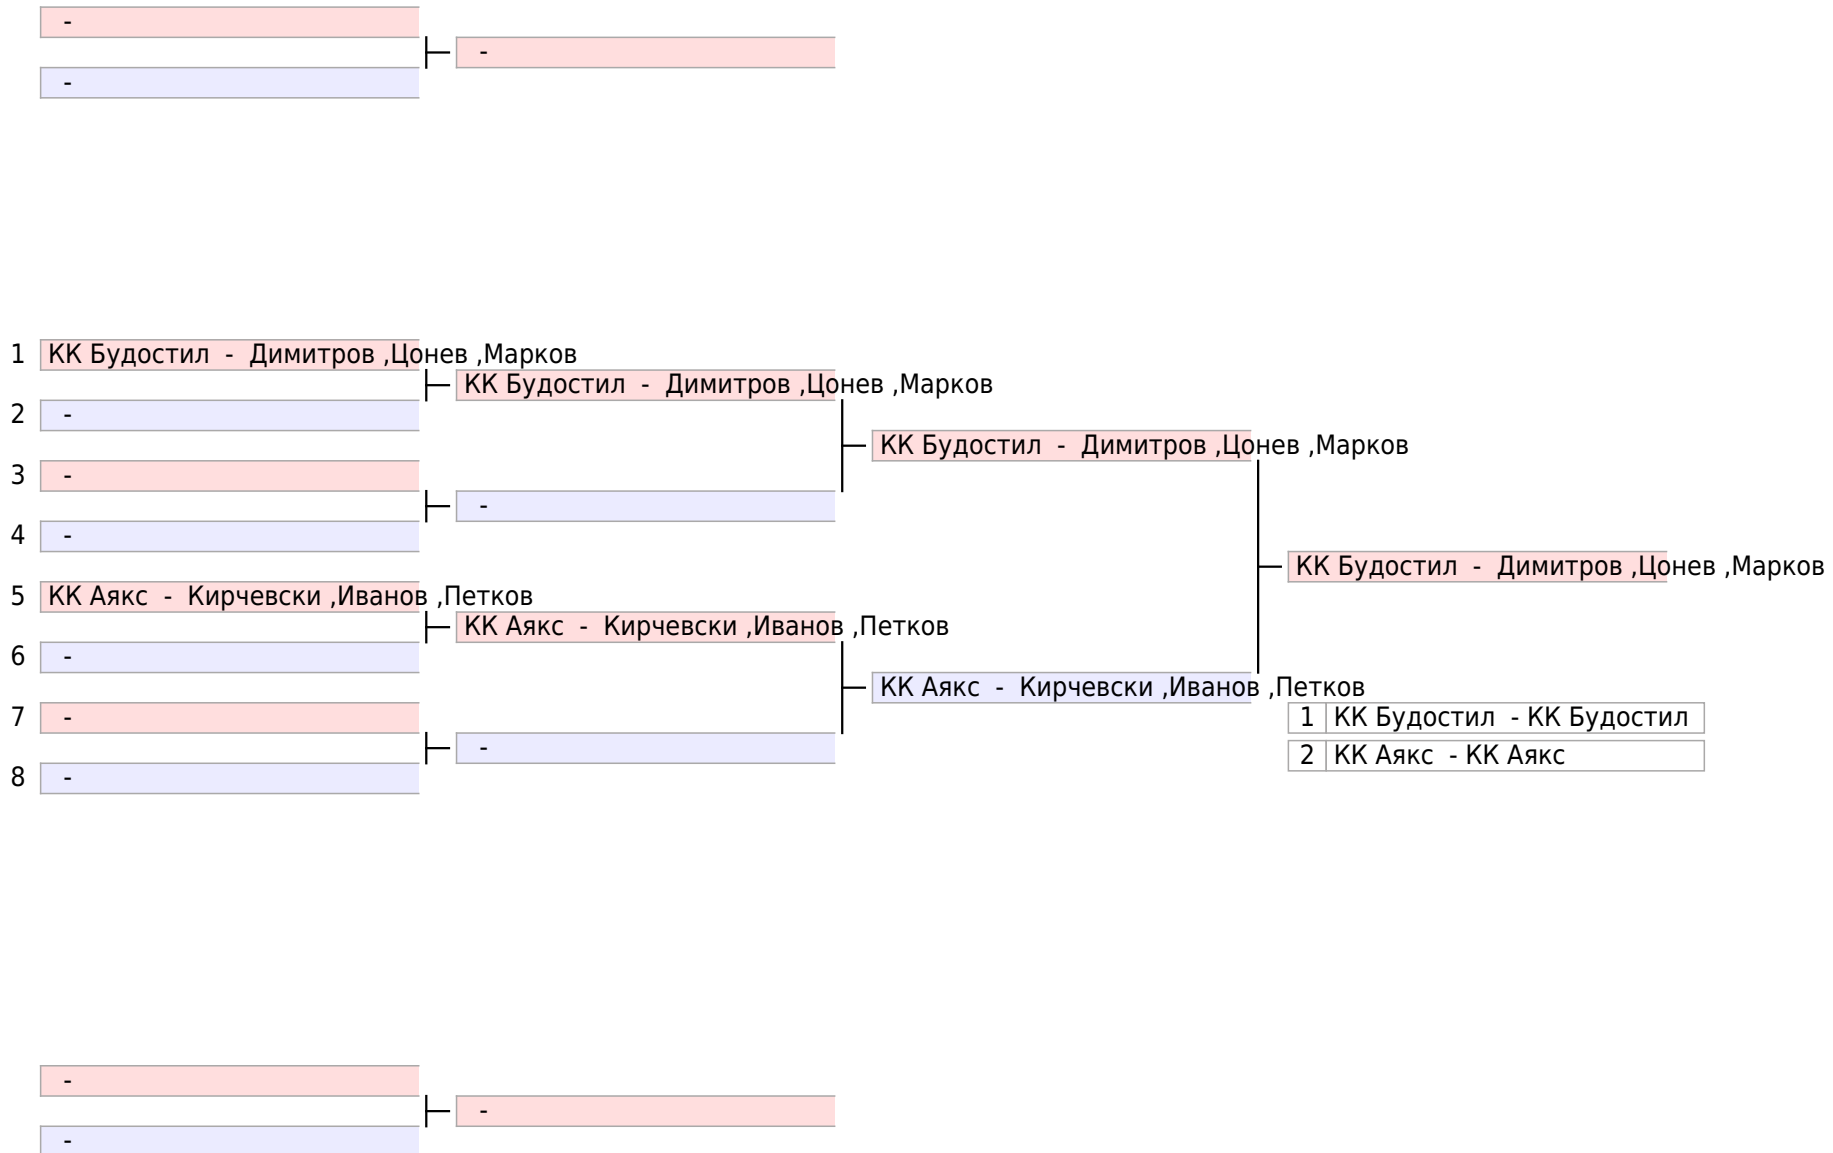 -
-
-
1 КК Будостил - Димитров ,Цонев ,Марков
КК Будостил - Димитров ,Цонев ,Марков
2 -
КК Будостил - Димитров ,Цонев ,Марков
3 -
-
4 -
КК Будостил - Димитров ,Цонев ,Марков
5 КК Аякс - Кирчевски ,Иванов ,Петков
КК Аякс - Кирчевски ,Иванов ,Петков
6 -
КК Аякс - Кирчевски ,Иванов ,Петков
7 -
1 КК Будостил - КК Будостил
-
2 КК Аякс - КК Аякс
8 -
-
-
-